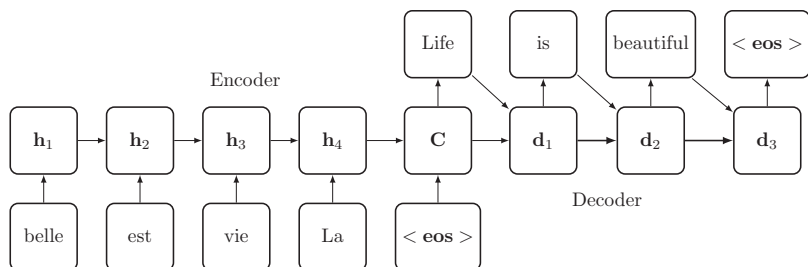 Life is beautiful < eos >
Encoder
h1 h2 h3 h4 C d1 d2 d3
Decoder
belle est vie La < eos >